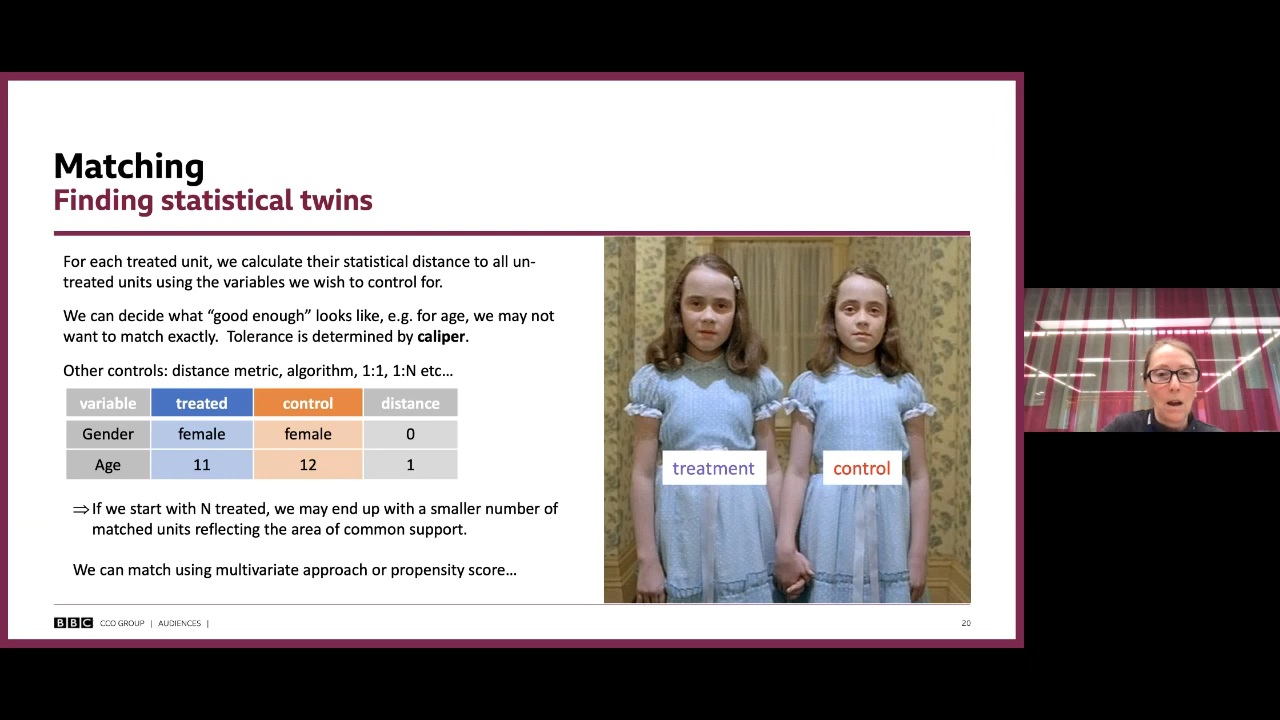 Matching
Finding statistical twins
For each treated unit, we calculate their statistical distance to all un-
treated units using the variables we wish to control for.
We can decide what “good enough” looks like, e.g. for age, we may not
want to match exactly. Tolerance is determined by caliper.
Other controls: distance metric, algorithm, 1:1, 1:N etc…
variable treated control distance
Gender female female 0
Age 11 12 1
⇒ If we start with N treated, we may end up with a smaller number of
matched units reflecting the area of common support.
We can match using multivariate approach or propensity score…
treatment control
BBC CCO GROUP | AUDIENCES | 20